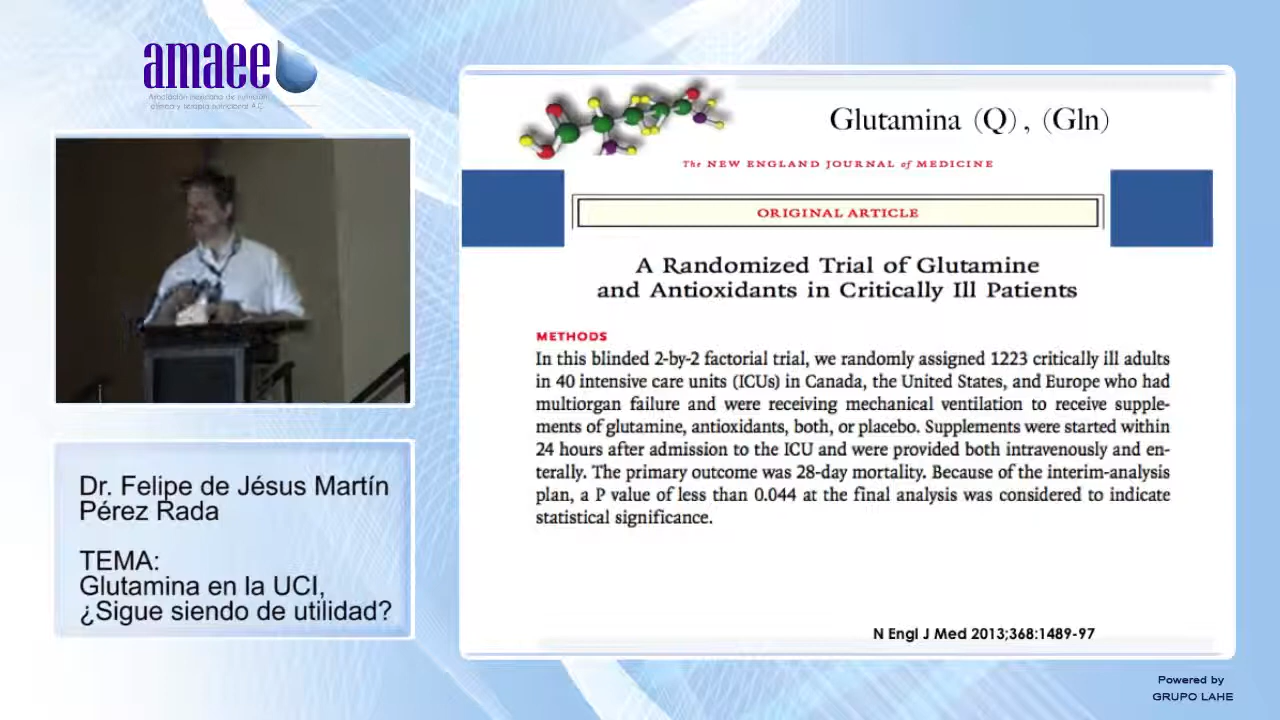 amaee
Asociación mexicana de nutrición
clínica y terapia nutricional A.C.
Dr. Felipe de Jésus Martín
Pérez Rada
TEMA:
Glutamina en la UCI,
¿Sigue siendo de utilidad?
Glutamina (Q), (Gln)
The NEW ENGLAND JOURNAL of MEDICINE
ORIGINAL ARTICLE
A Randomized Trial of Glutamine
and Antioxidants in Critically Ill Patients
METHODS
In this blinded 2-by-2 factorial trial, we randomly assigned 1223 critically ill adults
in 40 intensive care units (ICUs) in Canada, the United States, and Europe who had
multiorgan failure and were receiving mechanical ventilation to receive supple-
ments of glutamine, antioxidants, both, or placebo. Supplements were started within
24 hours after admission to the ICU and were provided both intravenously and en-
terally. The primary outcome was 28-day mortality. Because of the interim-analysis
plan, a P value of less than 0.044 at the final analysis was considered to indicate
statistical significance.
N Engl J Med 2013;368:1489-97
Powered by
GRUPO LAHE